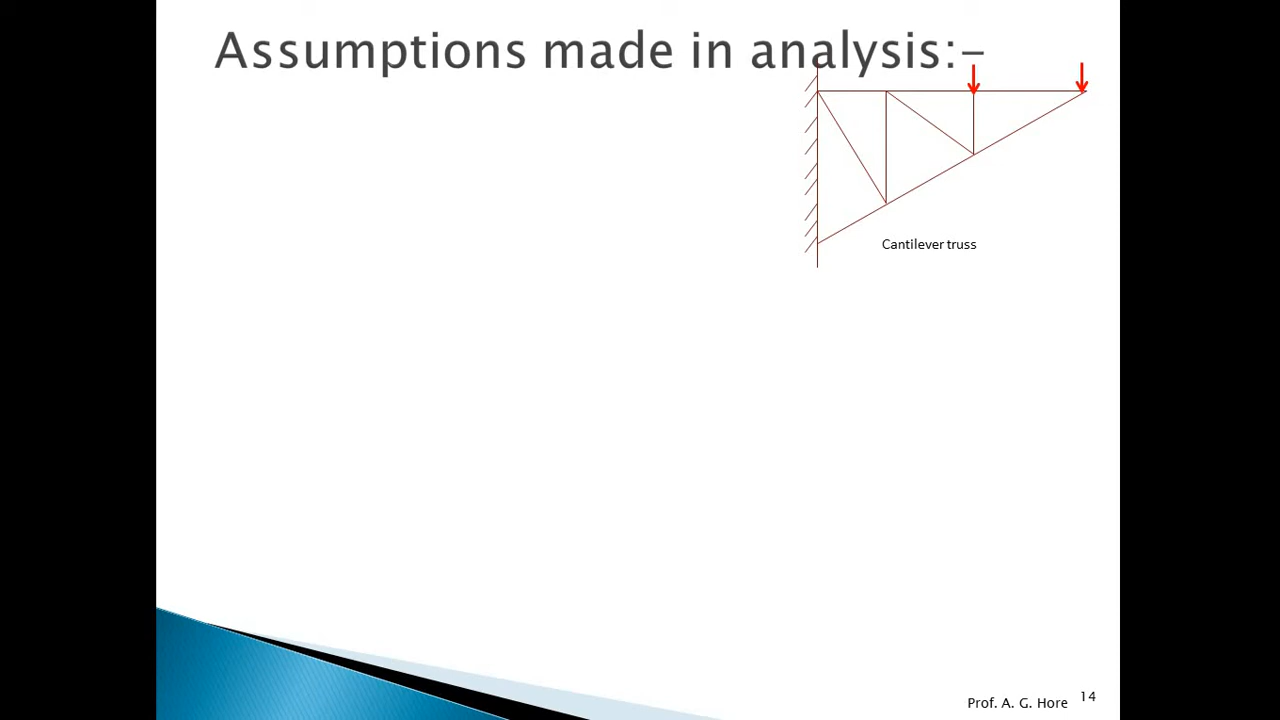 Assumptions made in analysis:-
Cantilever truss
Prof. A. G. Hore
14